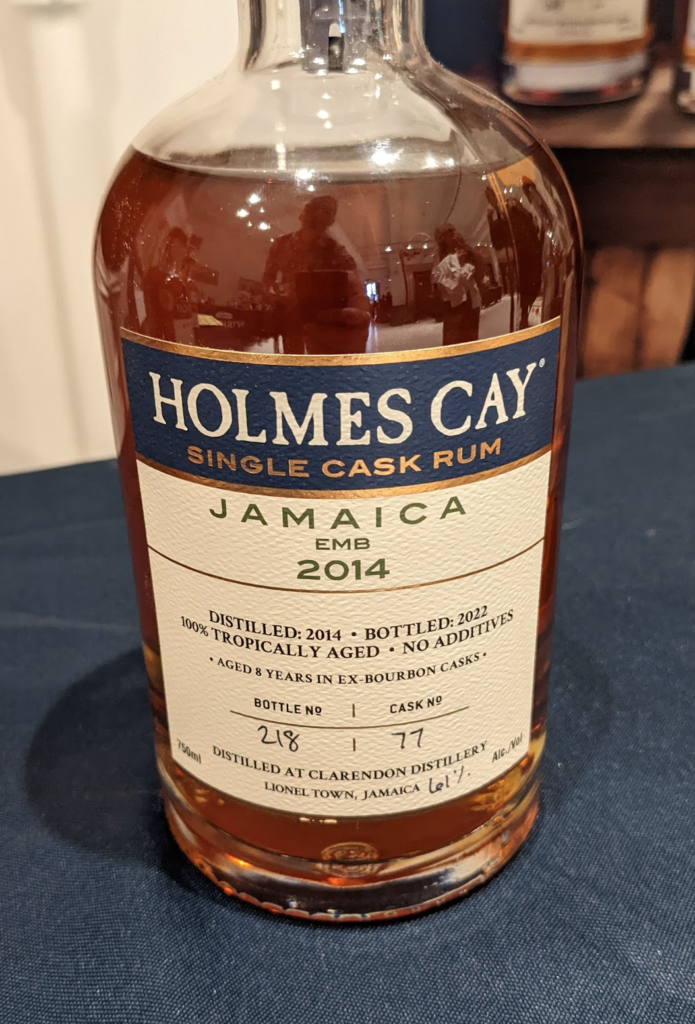 HOLMES CAY®
SINGLE CASK RUM
JAMAICA
EMB
2014
DISTILLED: 2014 • BOTTLED: 2022
100% TROPICALLY AGED • NO ADDITIVES
• AGED 8 YEARS IN EX-BOURBON CASKS •
BOTTLE Nº | CASK Nº
218 | 77
750ml DISTILLED AT CLARENDON DISTILLERY Alc./Vol
LIONEL TOWN, JAMAICA 61%